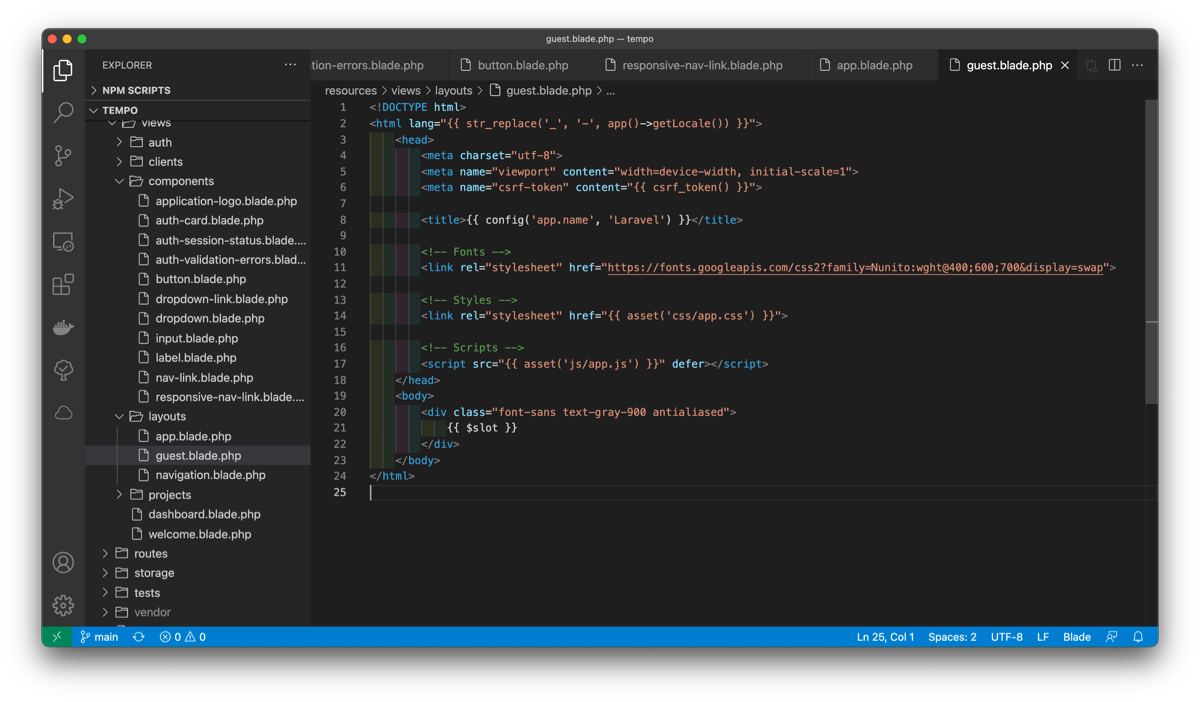 guest.blade.php — tempo
EXPLORER
tion-errors.blade.php
button.blade.php
responsive-nav-link.blade.php
app.blade.php
guest.blade.php
NPM SCRIPTS
TEMPO
views
auth
clients
components
application-logo.blade.php
auth-card.blade.php
auth-session-status.blade....
auth-validation-errors.blad...
button.blade.php
dropdown-link.blade.php
dropdown.blade.php
input.blade.php
label.blade.php
nav-link.blade.php
responsive-nav-link.blade....
layouts
app.blade.php
guest.blade.php
navigation.blade.php
projects
dashboard.blade.php
welcome.blade.php
routes
storage
tests
vendor
resources > views > layouts > guest.blade.php > ...
1 <!DOCTYPE html>
2 <html lang="{{ str_replace('_', '-', app()->getLocale()) }}">
3 <head>
4 <meta charset="utf-8">
5 <meta name="viewport" content="width=device-width, initial-scale=1">
6 <meta name="csrf-token" content="{{ csrf_token() }}">
7
8 <title>{{ config('app.name', 'Laravel') }}</title>
9
10 <!-- Fonts -->
11 <link rel="stylesheet" href="https://fonts.googleapis.com/css2?family=Nunito:wght@400;600;700&display=swap">
12
13 <!-- Styles -->
14 <link rel="stylesheet" href="{{ asset('css/app.css') }}">
15
16 <!-- Scripts -->
17 <script src="{{ asset('js/app.js') }}" defer></script>
18 </head>
19 <body>
20 <div class="font-sans text-gray-900 antialiased">
21 {{ $slot }}
22 </div>
23 </body>
24 </html>
25
main
0
0
Ln 25, Col 1
Spaces: 2
UTF-8
LF
Blade